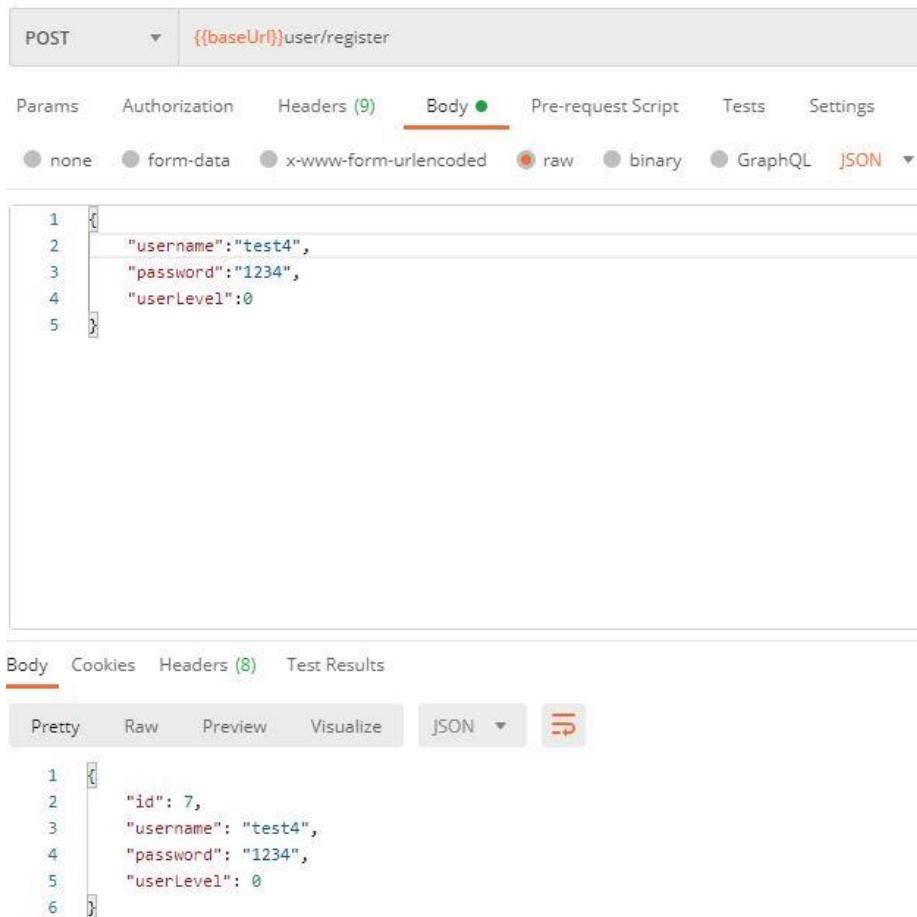 POST {{baseUrl}}user/register
Params Authorization Headers (9) Body Pre-request Script Tests Settings
none form-data x-www-form-urlencoded raw binary GraphQL JSON
1 {
2 "username":"test4",
3 "password":"1234",
4 "userLevel":0
5 }
Body Cookies Headers (8) Test Results
Pretty Raw Preview Visualize JSON
1 {
2 "id": 7,
3 "username": "test4",
4 "password": "1234",
5 "userLevel": 0
6 }